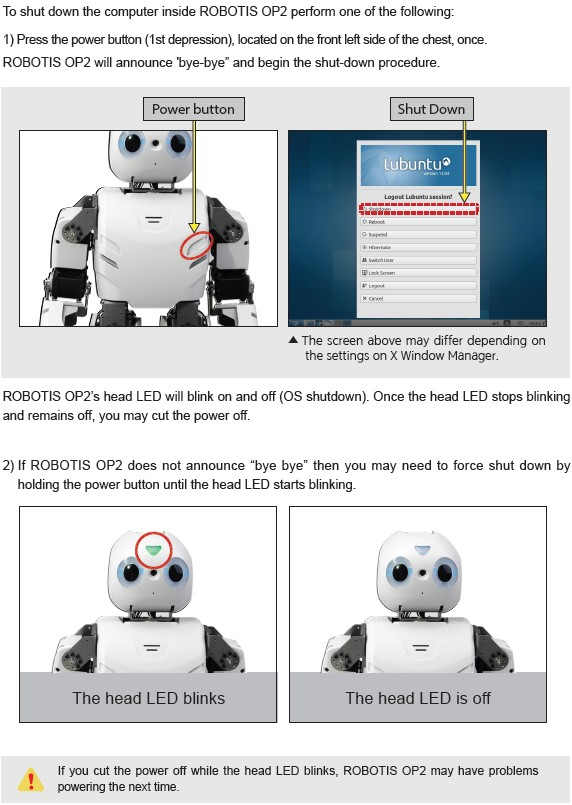 To shut down the computer inside ROBOTIS OP2 perform one of the following:
1) Press the power button (1st depression), located on the front left side of the chest, once.
ROBOTIS OP2 will announce 'bye-bye” and begin the shut-down procedure.
Power button
Shut Down
Lubuntu
version 13.04
Logout Lubuntu session?
Shutdown
Reboot
Suspend
Hibernate
Switch User
Lock Screen
Logout
Cancel
▲ The screen above may differ depending on
the settings on X Window Manager.
ROBOTIS OP2’s head LED will blink on and off (OS shutdown). Once the head LED stops blinking
and remains off, you may cut the power off.
2) If ROBOTIS OP2 does not announce “bye bye” then you may need to force shut down by
holding the power button until the head LED starts blinking.
The head LED blinks
The head LED is off
If you cut the power off while the head LED blinks, ROBOTIS OP2 may have problems
powering the next time.